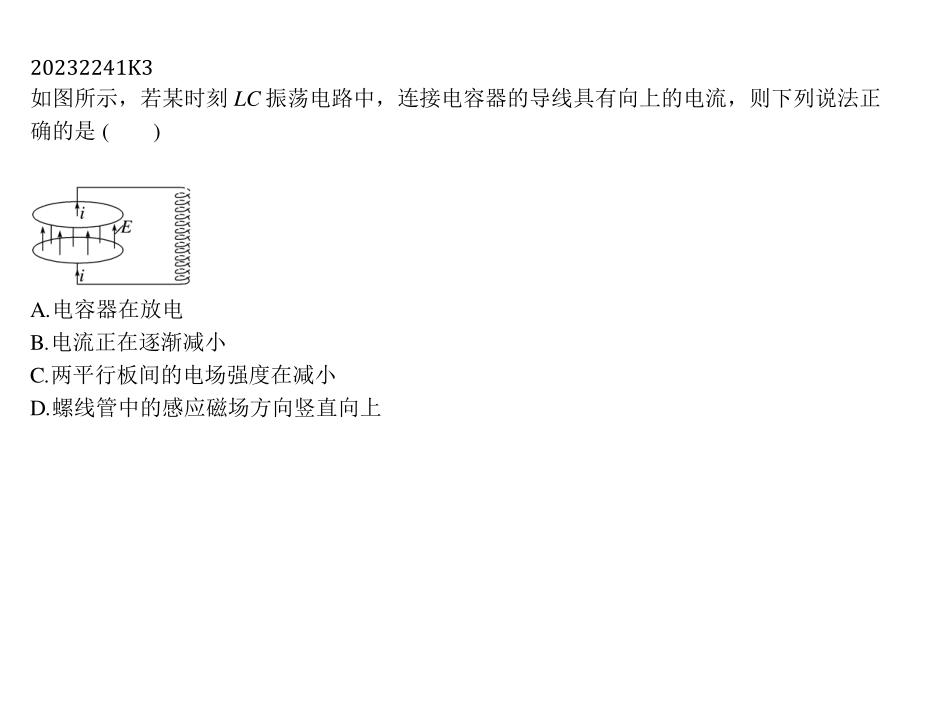 20232241K3
如图所示，若某时刻 LC 振荡电路中，连接电容器的导线具有向上的电流，则下列说法正
确的是 (　　)
i
E
i
A.电容器在放电
B.电流正在逐渐减小
C.两平行板间的电场强度在减小
D.螺线管中的感应磁场方向竖直向上